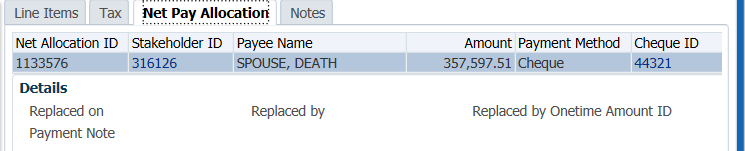 Line Items Tax Net Pay Allocation Notes
Net Allocation ID Stakeholder ID Payee Name Amount Payment Method Cheque ID
1133576 316126 SPOUSE, DEATH 357,597.51 Cheque 44321
Details
Replaced on Replaced by Replaced by Onetime Amount ID
Payment Note